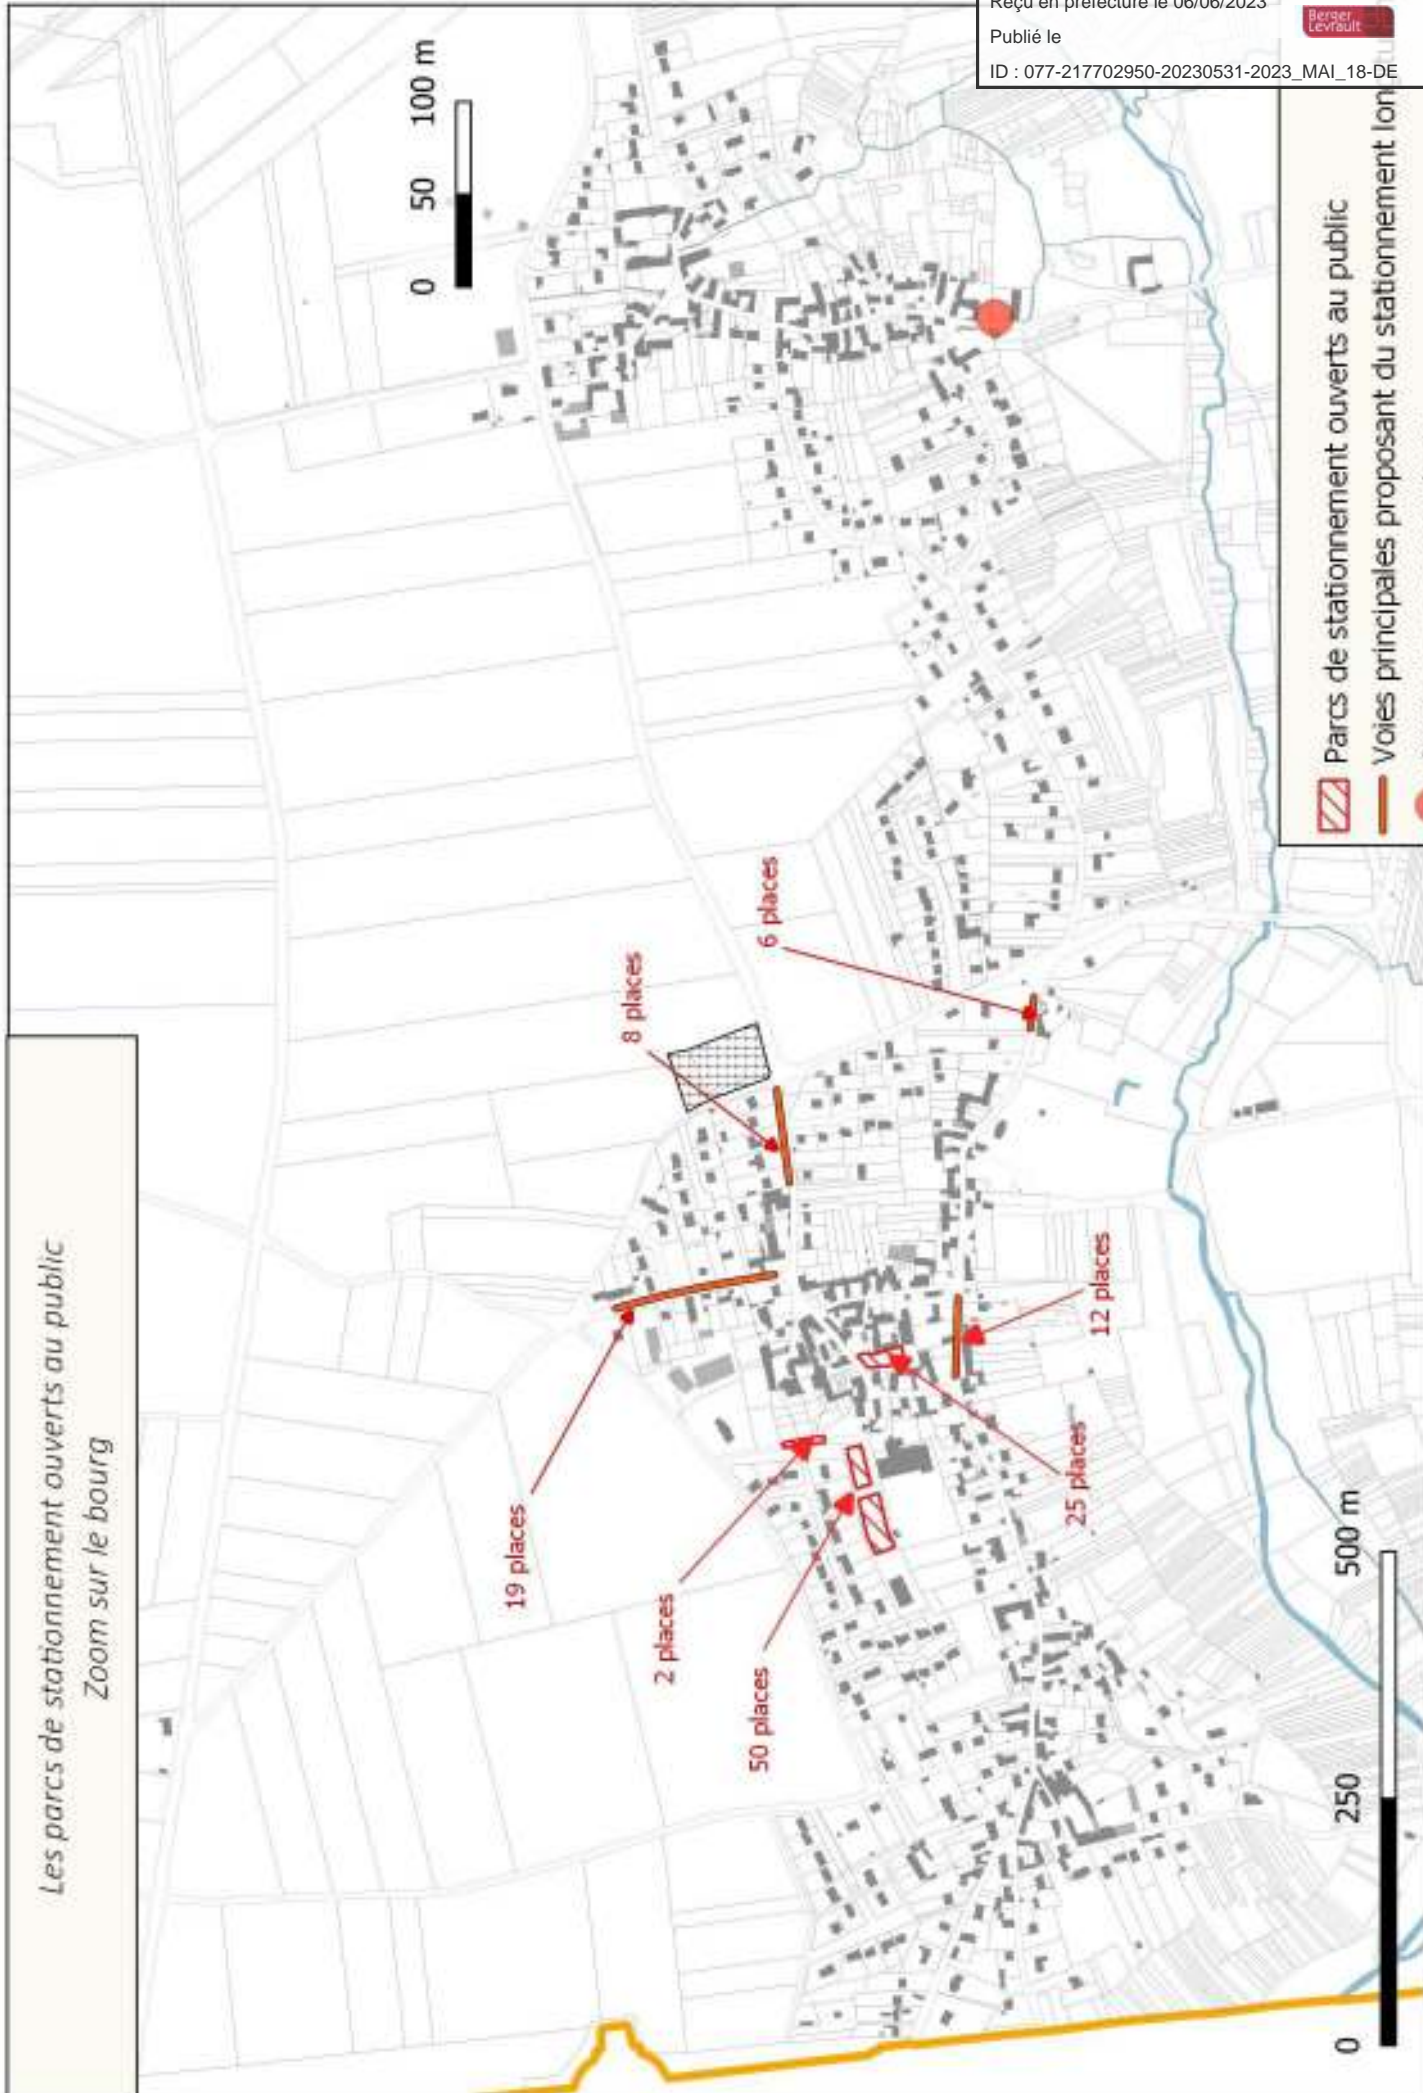 Reçu en préfecture le 06/06/2023
Publié le
ID : 077-217702950-20230531-2023_MAI_18-DE
Berger
Levrault
Les parcs de stationnement ouverts au public
Zoom sur le bourg
0 50 100 m
19 places
8 places
2 places
6 places
50 places
25 places
12 places
0 250 500 m
Parcs de stationnement ouverts au public
Voies principales proposant du stationnement